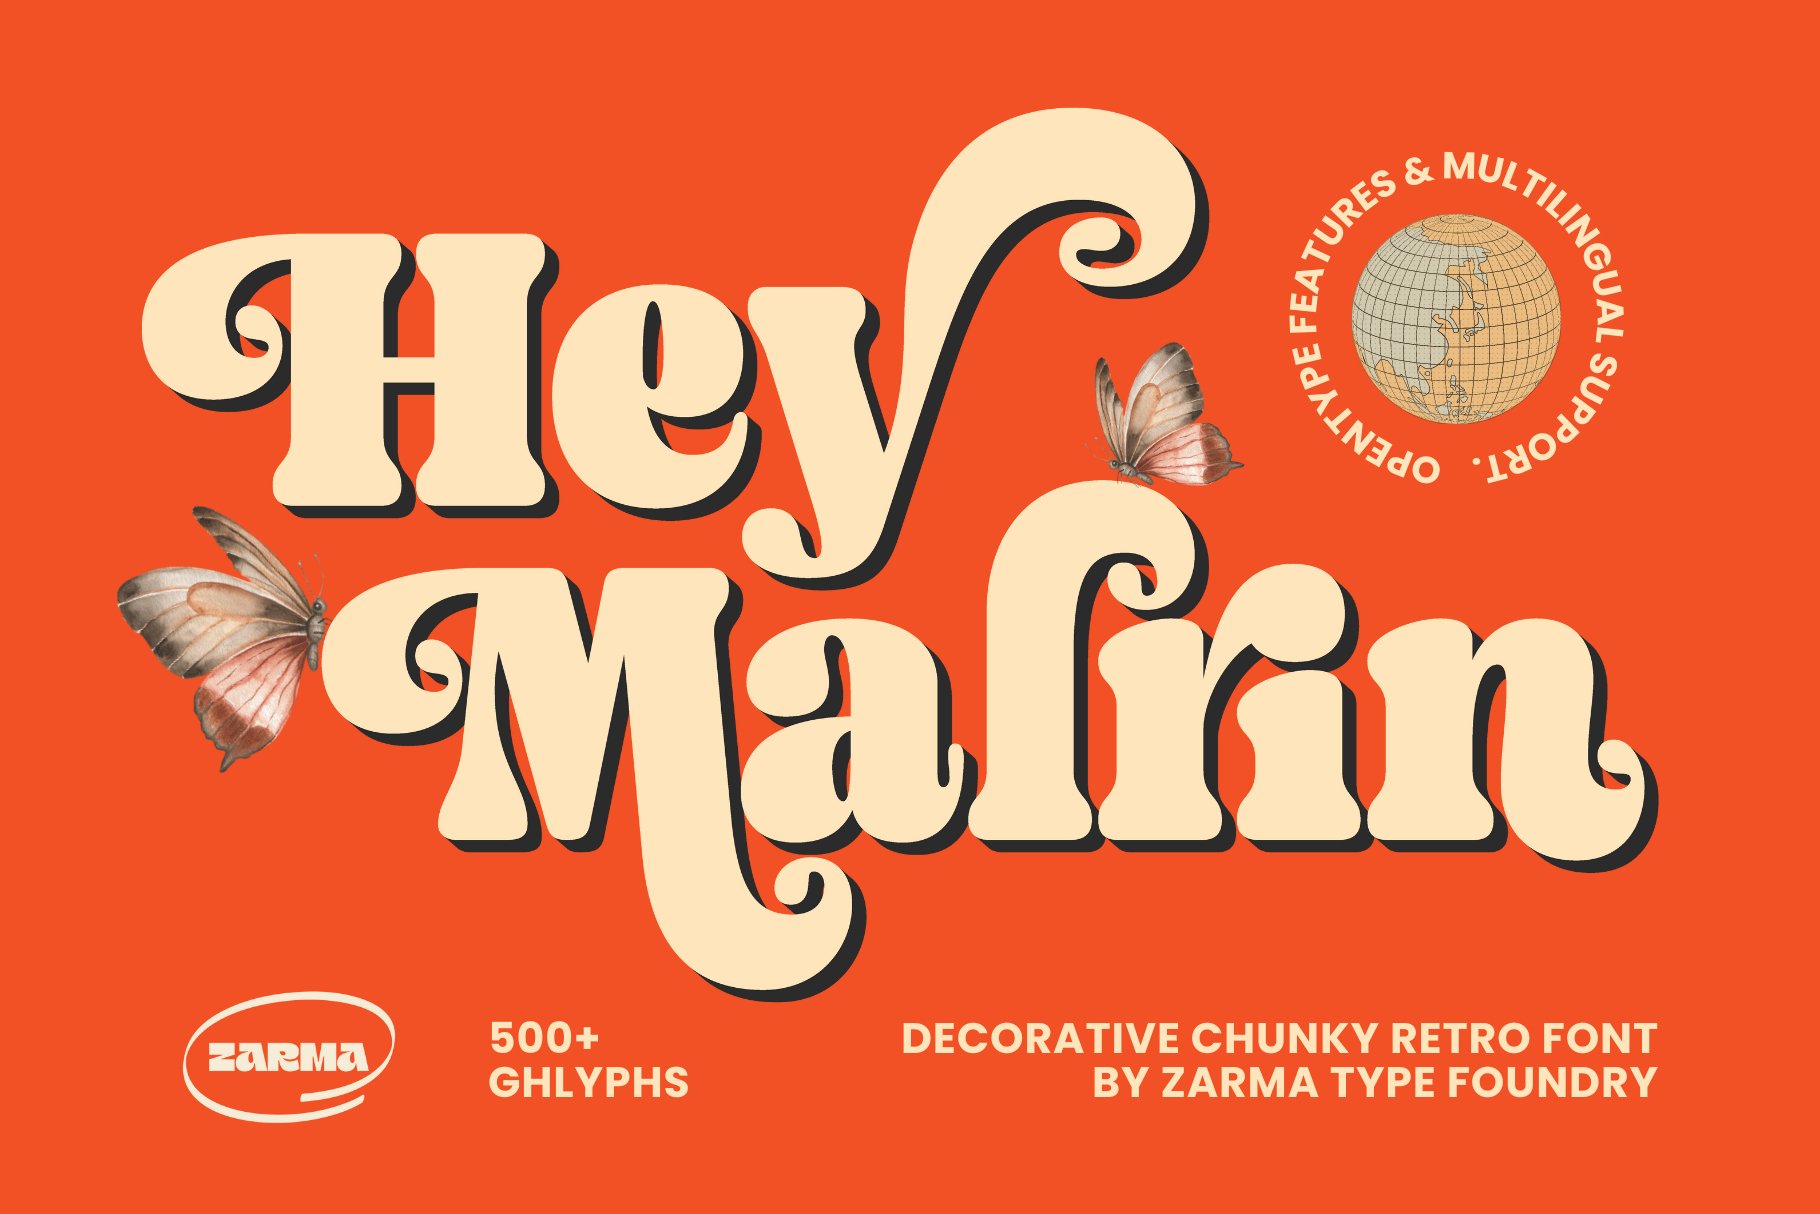 Hey
Malrin
OPENTYPE FEATURES & MULTILINGUAL SUPPORT.
ZARMA
500+
GHLYPHS
DECORATIVE CHUNKY RETRO FONT
BY ZARMA TYPE FOUNDRY